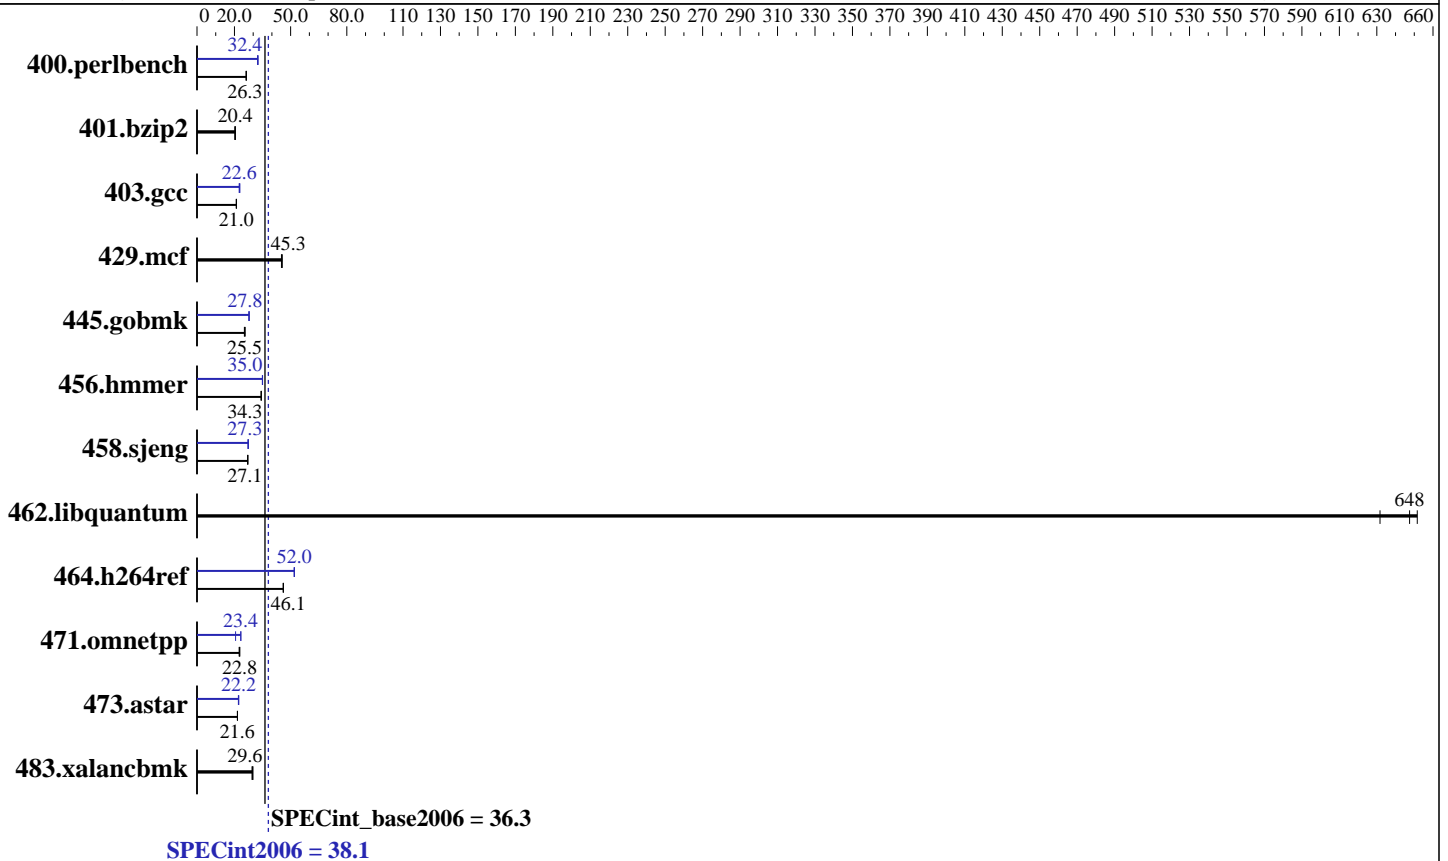 0 20.0 50.0 80.0 110 130 150 170 190 210 230 250 270 290 310 330 350 370 390 410 430 450 470 490 510 530 550 570 590 610 630 660
32.4
400.perlbench
26.3
20.4
401.bzip2
22.6
403.gcc
21.0
45.3
429.mcf
27.8
445.gobmk
25.5
35.0
456.hmmer
34.3
27.3
458.sjeng
27.1
648
462.libquantum
52.0
464.h264ref
46.1
23.4
471.omnetpp
22.8
22.2
473.astar
21.6
29.6
483.xalancbmk
SPECint_base2006 = 36.3
SPECint2006 = 38.1